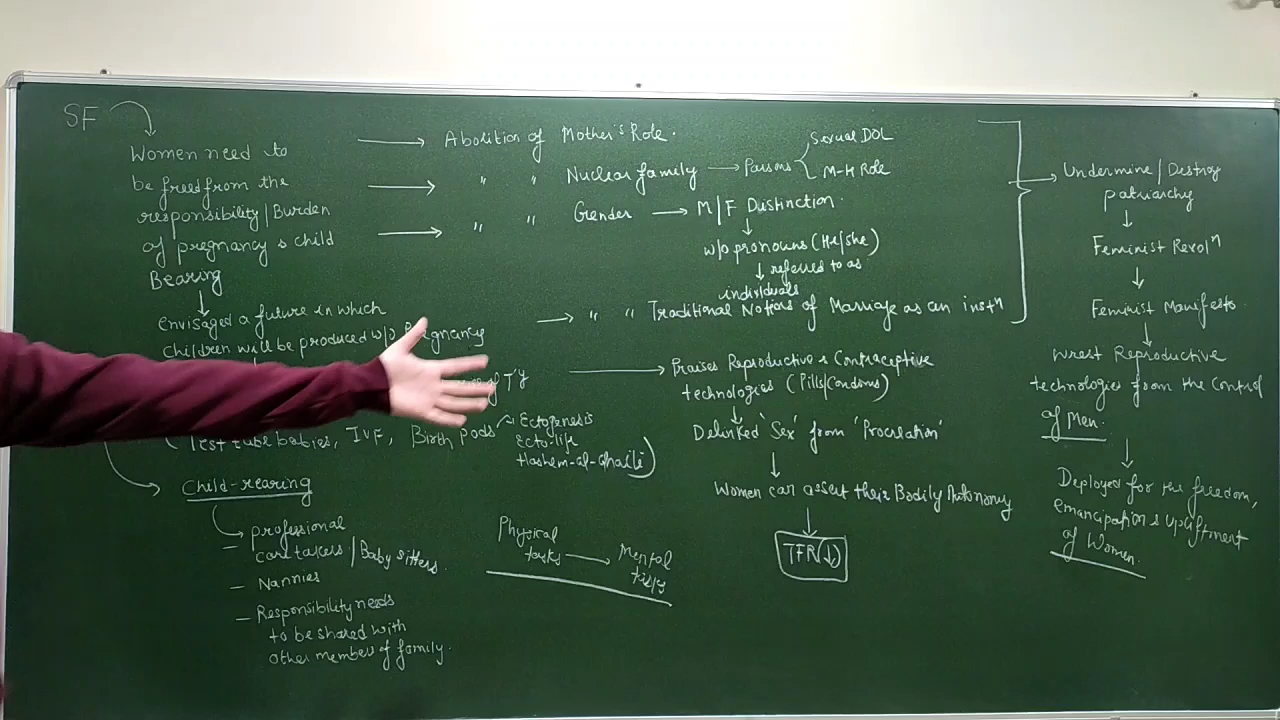 SF
Women need to
be freed from the
responsibility/Burden
of pregnancy & child
Bearing
↓
envisaged a future in which
children will be produced w/o Pregnancy
of T'y
(Test tube babies, IVF, Birth pods → Ectogenesis
Ectolife
Hashem-al-ghaili)
→ Child-rearing
professional
- care takers/Baby sitters.
- Nannies
- Responsibility needs
to be shared with
other members of family.
Physical
tasks → Mental
tasks
→ Abolition of Mother's Role.
→ " " Nuclear family → Parsons
Sexual DOL
M-H Role
→ " " Gender → M/F Distinction.
↓
w/o pronouns (He/She)
↓ referred to as
individuals
→ " " Traditional Notions of Marriage as an instⁿ
→ Praises Reproductive & Contraceptive
technologies (Pills/Condoms)
↓
Delinked 'Sex' from 'Procreation'
↓
Women can assert their Bodily Autonomy
↓
TFR(↓)
→ Undermine/Destroy
patriarchy
↓
Feminist Revolⁿ
↓
Feminist Manifesto.
↓
Wrest Reproductive
technologies from the control
of Men.
↓
Deployed for the freedom,
emancipation & upliftment
of Women.